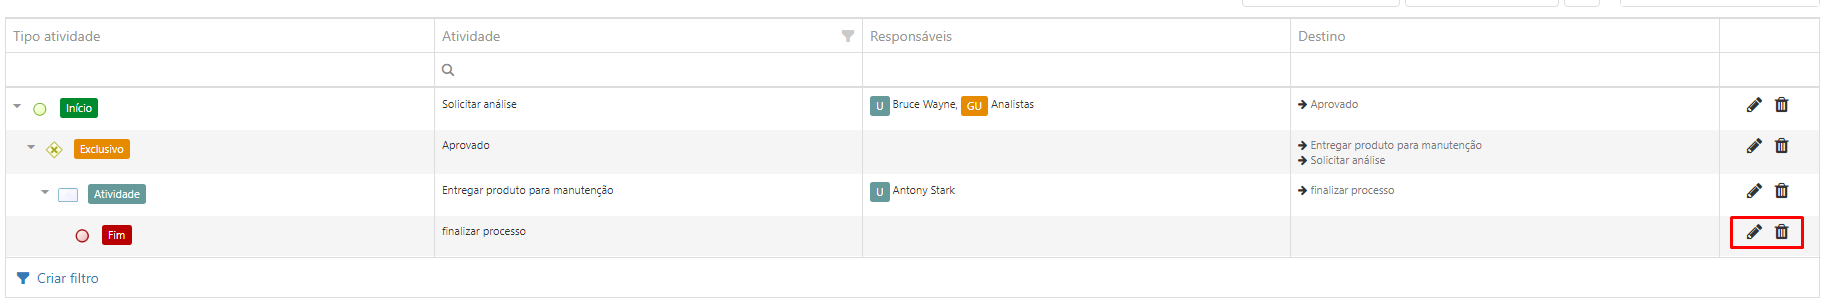 Tipo atividade Atividade Responsáveis Destino
Início Solicitar análise U Bruce Wayne, GU Analistas Aprovado
Exclusivo Aprovado Entregar produto para manutenção
Solicitar análise
Atividade Entregar produto para manutenção U Antony Stark finalizar processo
Fim finalizar processo
Criar filtro